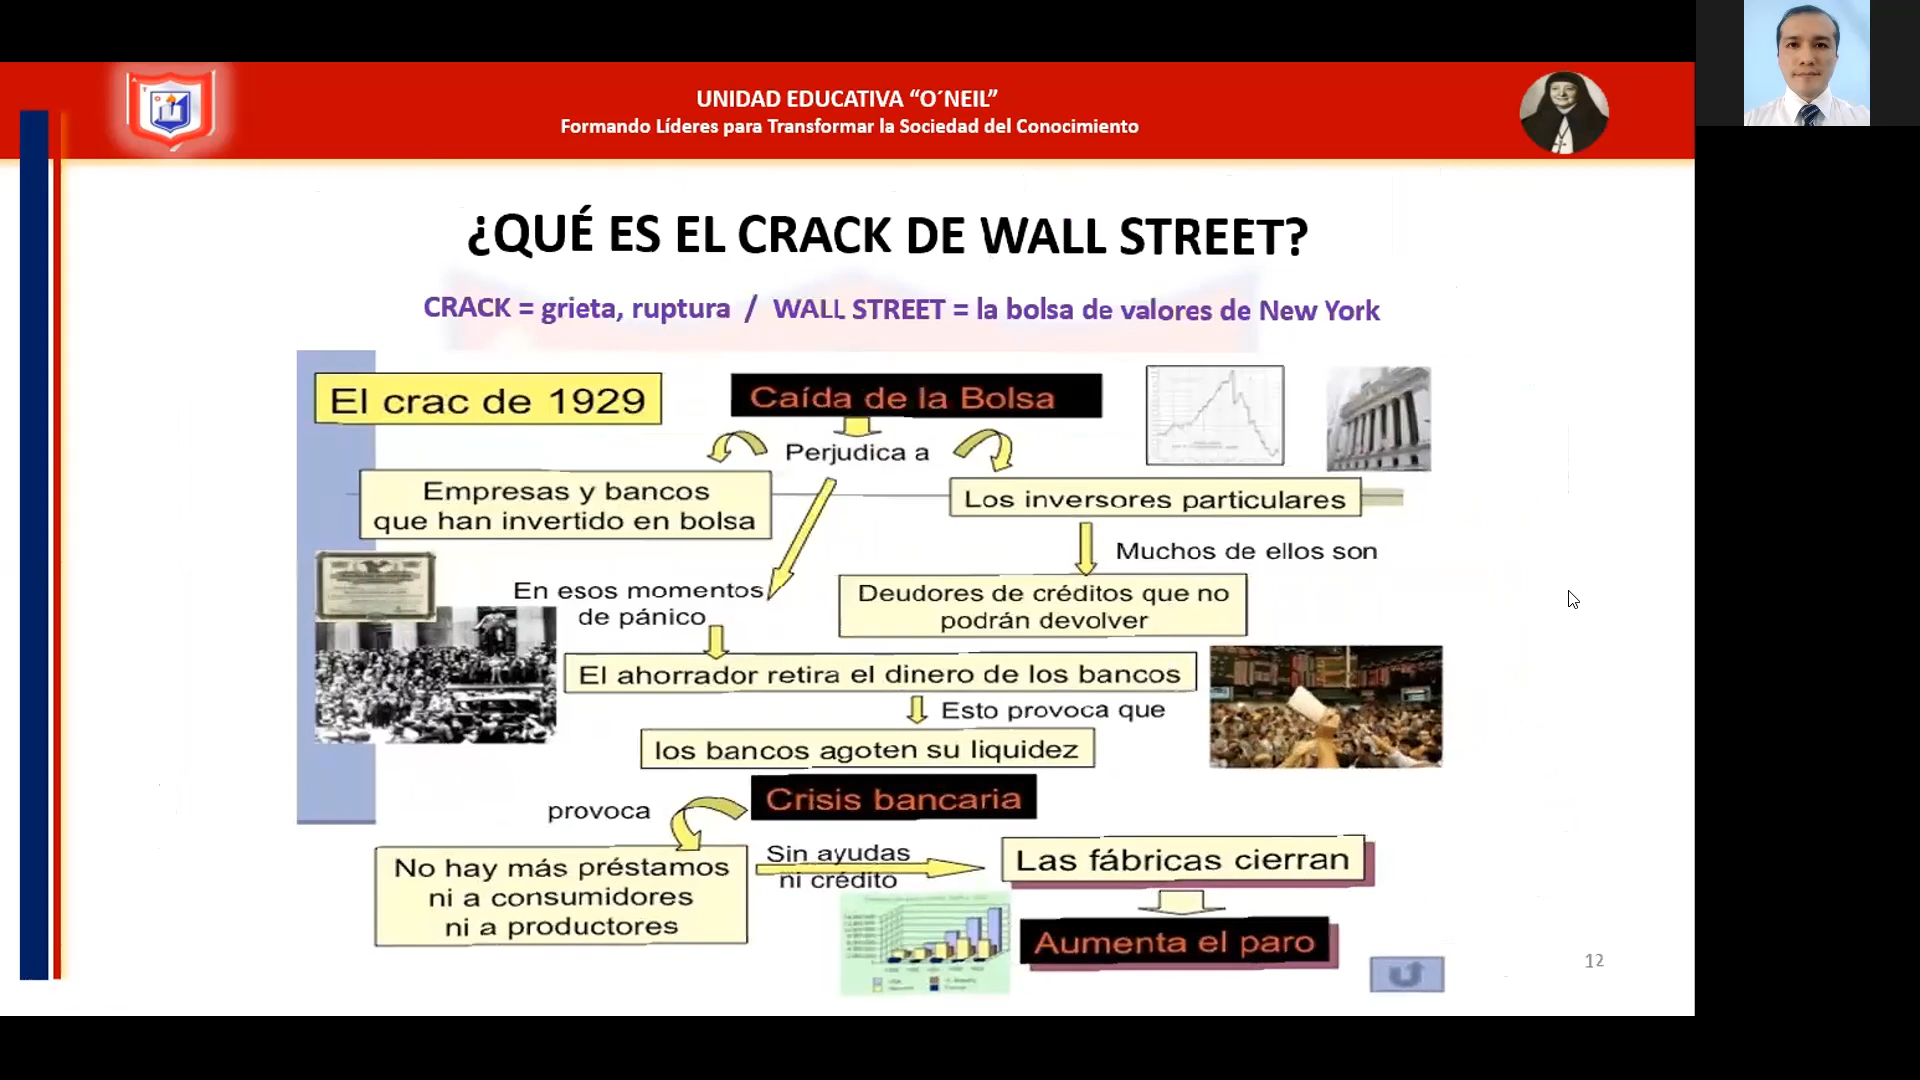 UNIDAD EDUCATIVA “O´NEIL”
Formando Líderes para Transformar la Sociedad del Conocimiento
¿QUÉ ES EL CRACK DE WALL STREET?
CRACK = grieta, ruptura / WALL STREET = la bolsa de valores de New York
El crac de 1929
Caída de la Bolsa
Perjudica a
Empresas y bancos
que han invertido en bolsa
Los inversores particulares
Muchos de ellos son
Deudores de créditos que no
podrán devolver
En esos momentos
de pánico
El ahorrador retira el dinero de los bancos
Esto provoca que
los bancos agoten su liquidez
Crisis bancaria
provoca
No hay más préstamos
ni a consumidores
ni a productores
Sin ayudas
ni crédito
Las fábricas cierran
Aumenta el paro
12